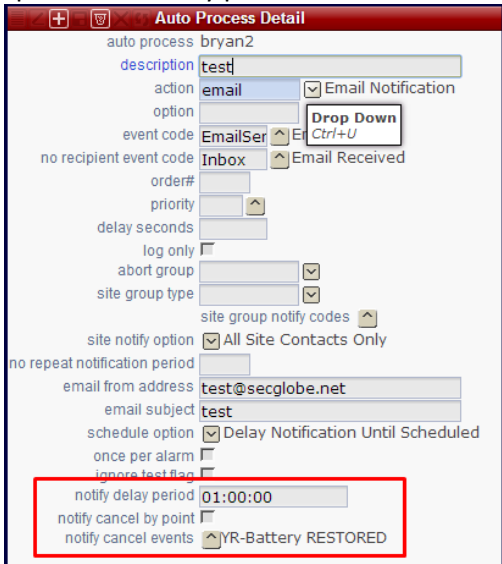 Auto Process Detail
auto process bryan2
description test
action email Email Notification
option Drop Down
event code EmailSer Ctrl+U
no recipient event code Inbox Email Received
order#
priority
delay seconds
log only
abort group
site group type
site group notify codes
site notify option All Site Contacts Only
no repeat notification period
email from address test@secglobe.net
email subject test
schedule option Delay Notification Until Scheduled
once per alarm
ignore test flag
notify delay period 01:00:00
notify cancel by point
notify cancel events YR-Battery RESTORED